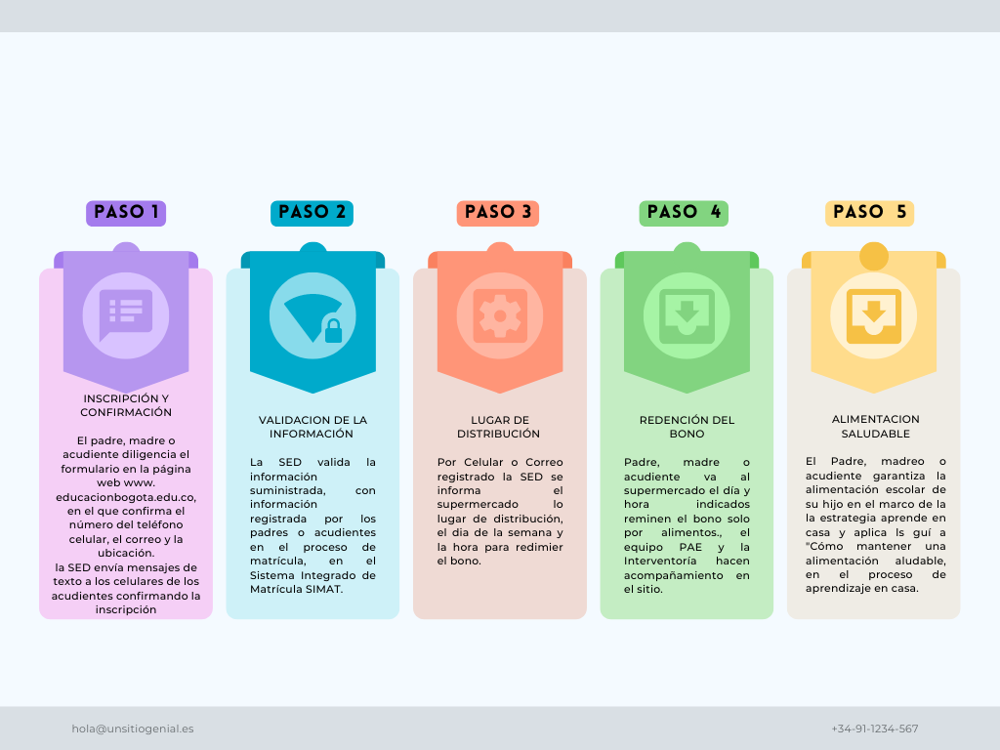 PASO 1
INSCRIPCIÓN Y
CONFIRMACIÓN
El padre, madre o
acudiente diligencia el
formulario en la página
web www.
educacionbogota.edu.co,
en el que confirma el
número del teléfono
celular, el correo y la
ubicación.
la SED envía mensajes de
texto a los celulares de los
acudientes confirmando la
inscripción
PASO 2
VALIDACION DE LA
INFORMACIÓN
La SED valida la
información
suministrada, con
información
registrada por los
padres o acudientes
en el proceso de
matrícula, en el
Sistema Integrado de
Matrícula SIMAT.
PASO 3
LUGAR DE
DISTRIBUCIÓN
Por Celular o Correo
registrado la SED se
informa el
supermercado lo
lugar de distribución,
el dia de la semana y
la hora para redimier
el bono.
PASO 4
REDENCIÓN DEL
BONO
Padre, madre o
acudiente va al
supermercado el día y
hora indicados
reminen el bono solo
por alimentos., el
equipo PAE y la
Interventoría hacen
acompañamiento en
el sitio.
PASO 5
ALIMENTACION
SALUDABLE
El Padre, madreo o
acudiente garantiza la
alimentación escolar de
su hijo en el marco de la
la estrategia aprende en
casa y aplica ls guí a
"Cómo mantener una
alimentación aludable,
en el proceso de
aprendizaje en casa.
hola@unsitiogenial.es
+34-91-1234-567